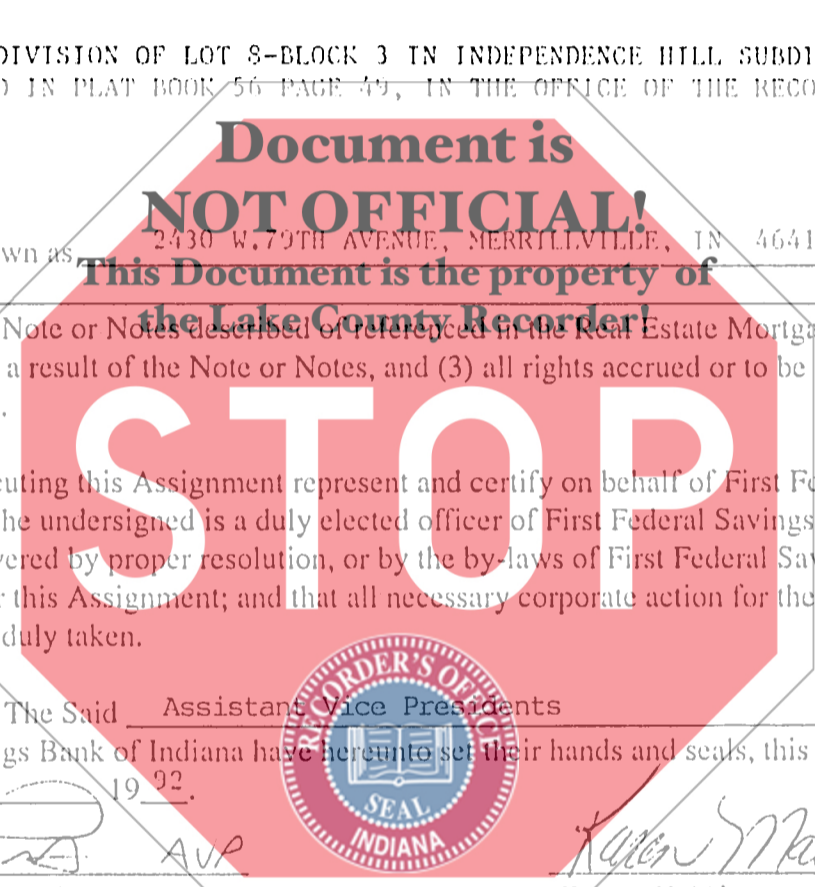 DIVISION OF LOT 8-BLOCK 3 IN INDEPENDENCE HILL SUBDI
D IN PLAT BOOK 56 PAGE 49, IN THE OFFICE OF THE RECO
Document is
NOT OFFICIAL!
wn as 2430 W.79TH AVENUE, MERRILLVILLE, IN 4641
This Document is the property of
the Lake County Recorder!
Note or Notes described or referenced in the Real Estate Mortga
a result of the Note or Notes, and (3) all rights accrued or to be
.
STOP
cuting this Assignment represent and certify on behalf of First Fe
he undersigned is a duly elected officer of First Federal Savings
vered by proper resolution, or by the by-laws of First Federal Sav
r this Assignment; and that all necessary corporate action for the
duly taken.
The Said Assistant Vice Presidents
gs Bank of Indiana have hereunto set their hands and seals, this
1992.
RECORDER'S OFFICE
SEAL
INDIANA
AVP
Karen Ma